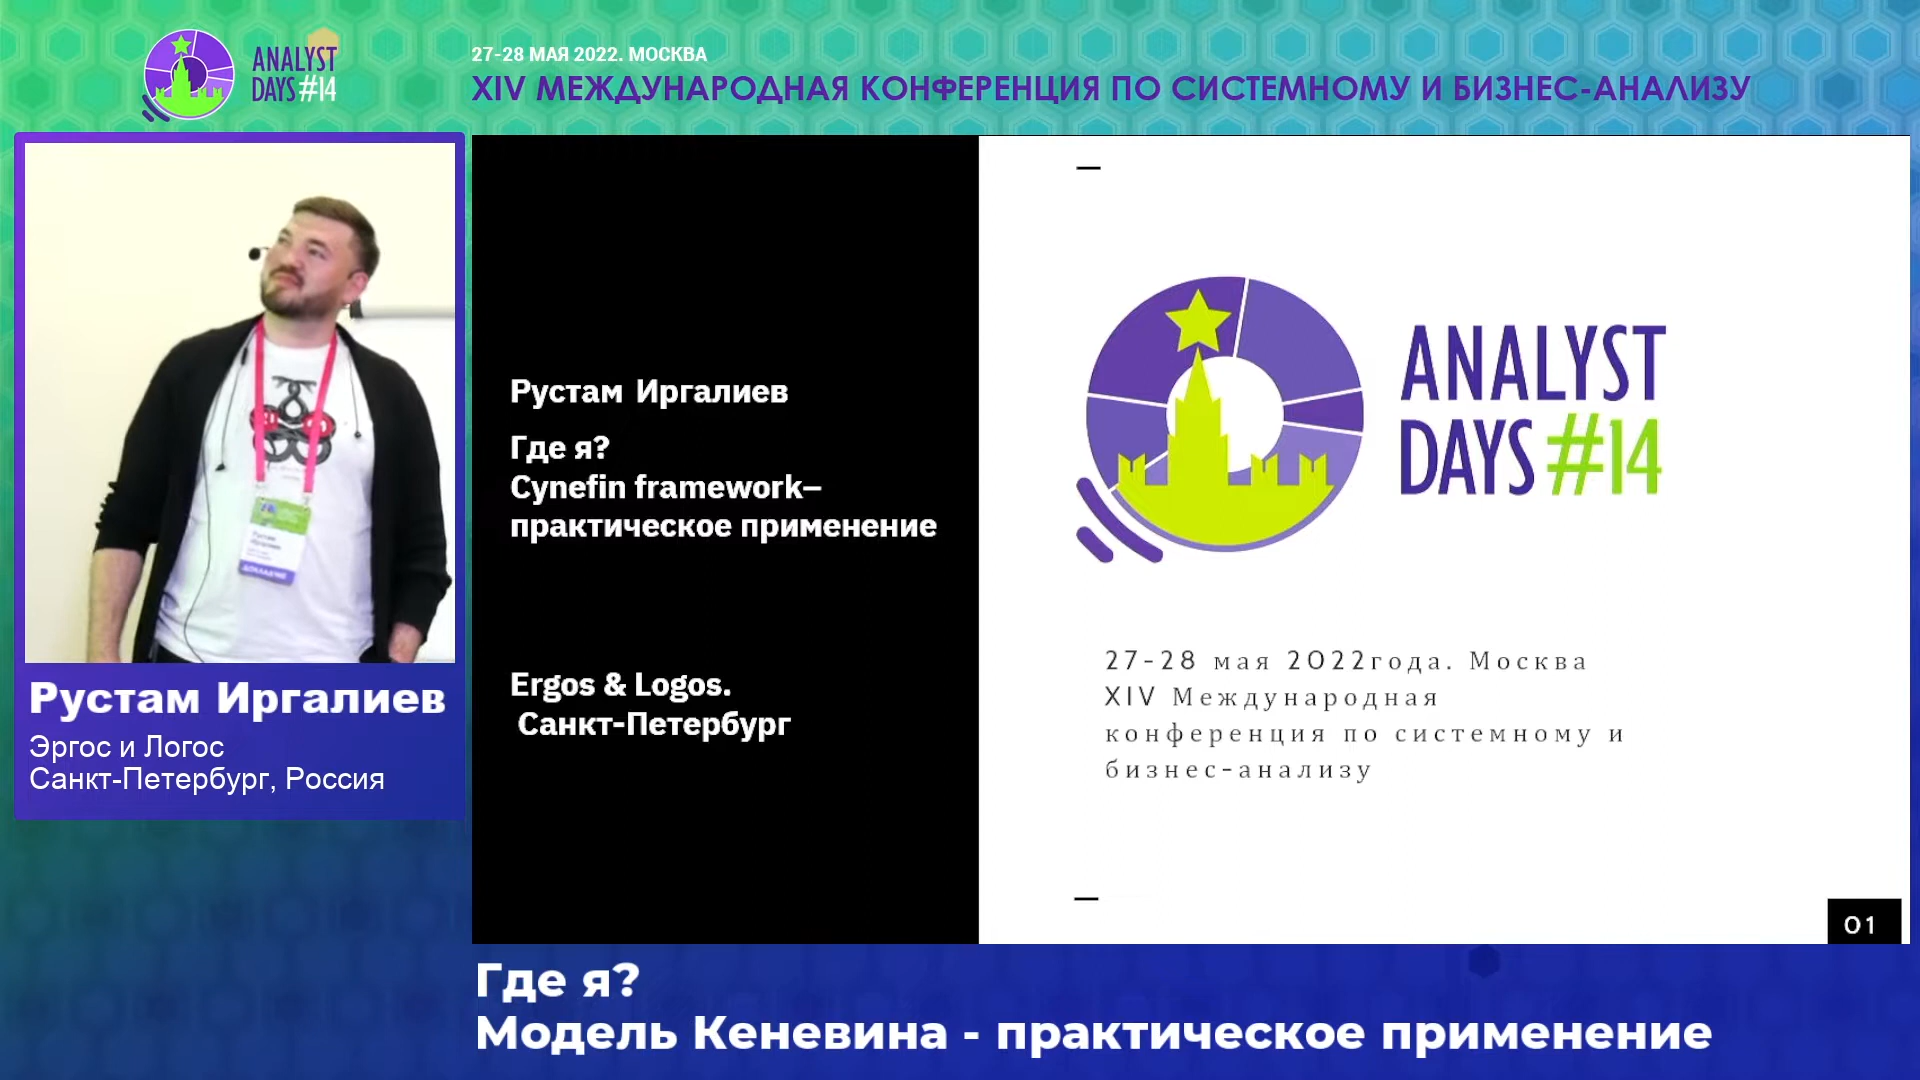 ANALYST
DAYS #14
27-28 МАЯ 2022. МОСКВА
XIV МЕЖДУНАРОДНАЯ КОНФЕРЕНЦИЯ ПО СИСТЕМНОМУ И БИЗНЕС-АНАЛИЗУ
Рустам Иргалиев
Эргос и Логос
Санкт-Петербург, Россия
Рустам Иргалиев
Где я?
Cynefin framework–
практическое применение
Ergos & Logos.
Санкт-Петербург
ANALYST
DAYS #14
27-28 мая 2022года. Москва
XIV Международная
конференция по системному и
бизнес-анализу
01
Где я?
Модель Кеневина - практическое применение